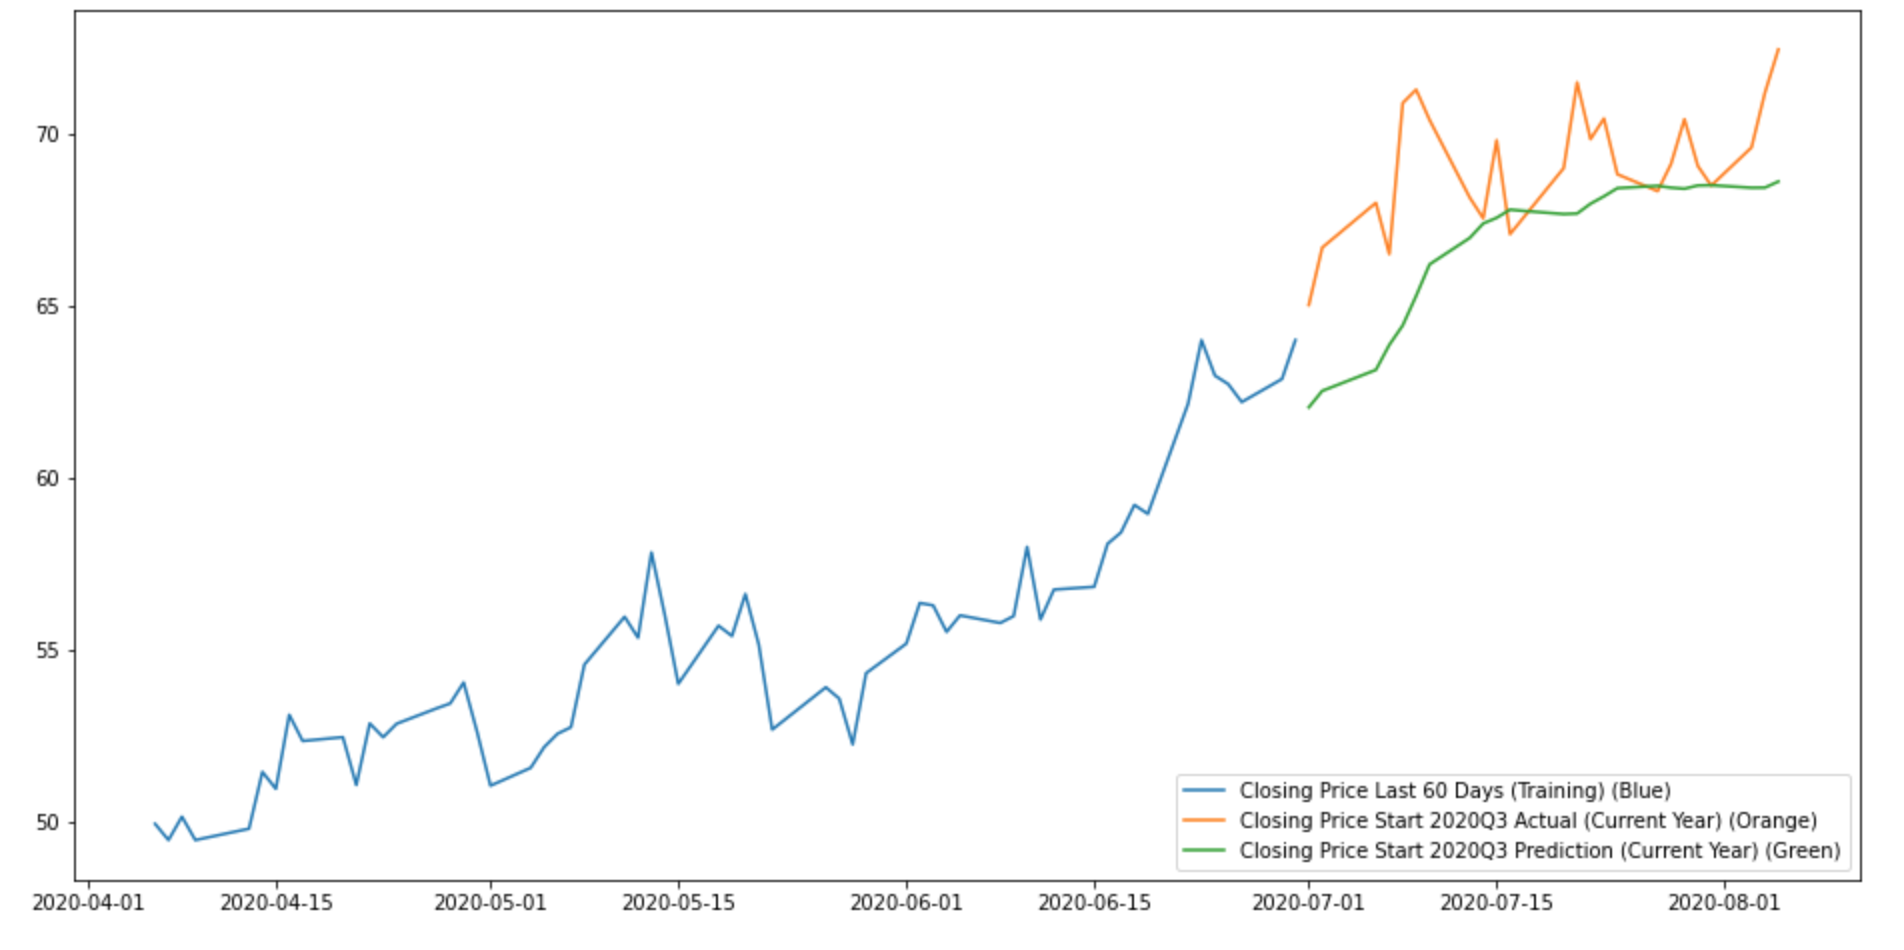 70
65
60
55
50
Closing Price Last 60 Days (Training) (Blue)
Closing Price Start 2020Q3 Actual (Current Year) (Orange)
Closing Price Start 2020Q3 Prediction (Current Year) (Green)
2020-04-01 2020-04-15 2020-05-01 2020-05-15 2020-06-01 2020-06-15 2020-07-01 2020-07-15 2020-08-01